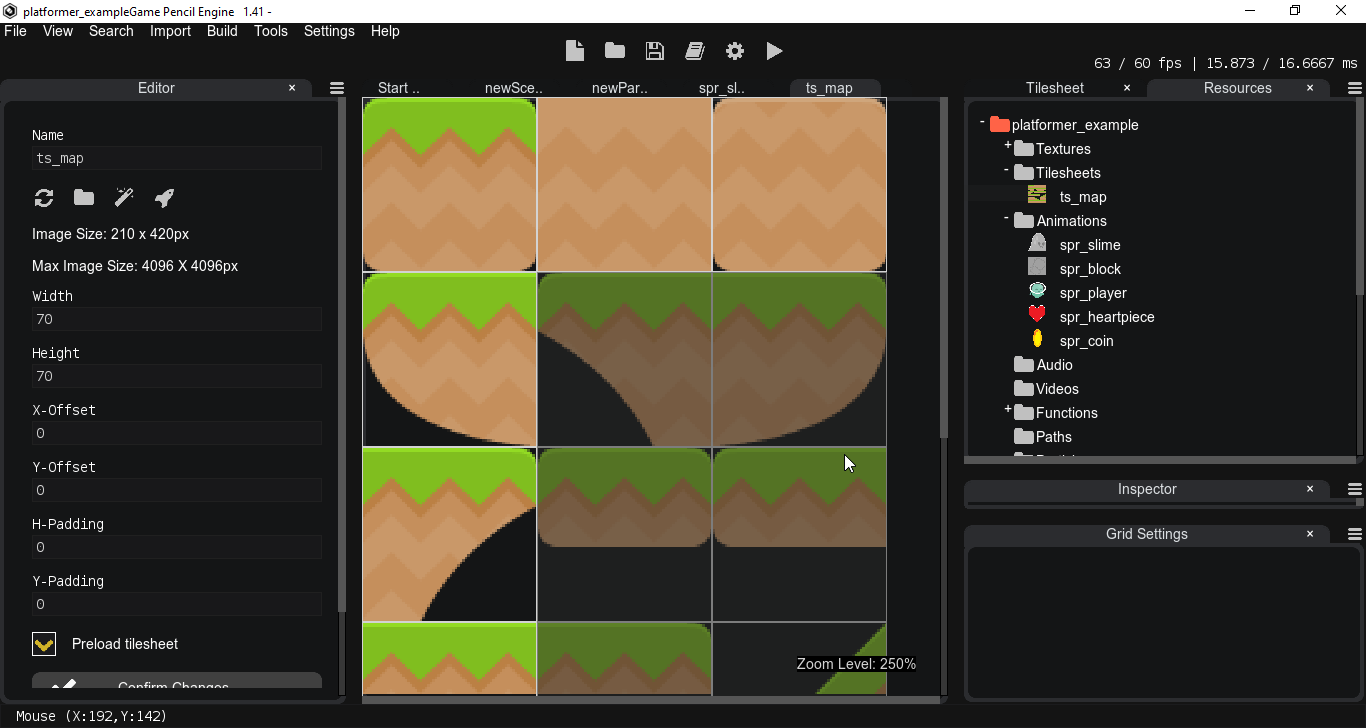 platformer_exampleGame Pencil Engine 1.41 -
File View Search Import Build Tools Settings Help
63 / 60 fps | 15.873 / 16.6667 ms
Editor ×
Start .. newSce.. newPar.. spr_sl.. ts_map
Tilesheet × Resources ×
Name
ts_map
Image Size: 210 x 420px
Max Image Size: 4096 X 4096px
Width
70
Height
70
X-Offset
0
Y-Offset
0
H-Padding
0
Y-Padding
0
Preload tilesheet
Confirm Changes
Zoom Level: 250%
- platformer_example
+ Textures
- Tilesheets
ts_map
- Animations
spr_slime
spr_block
spr_player
spr_heartpiece
spr_coin
Audio
Videos
+ Functions
Paths
Inspector ×
Grid Settings ×
Mouse (X:192,Y:142)